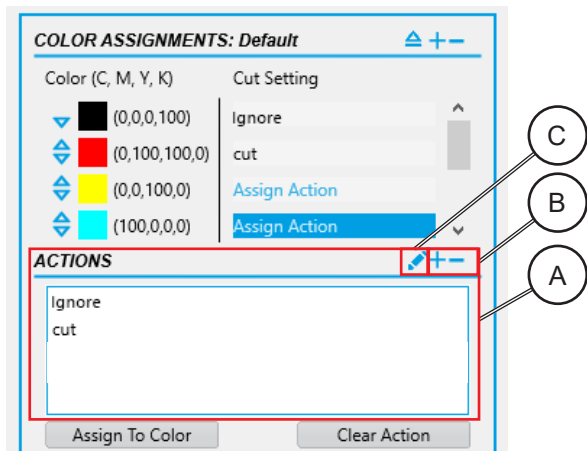 COLOR ASSIGNMENTS: Default
Color (C, M, Y, K) Cut Setting
(0,0,0,100) Ignore
(0,100,100,0) cut
(0,0,100,0) Assign Action
(100,0,0,0) Assign Action
C
B
A
ACTIONS
Ignore
cut
Assign To Color Clear Action